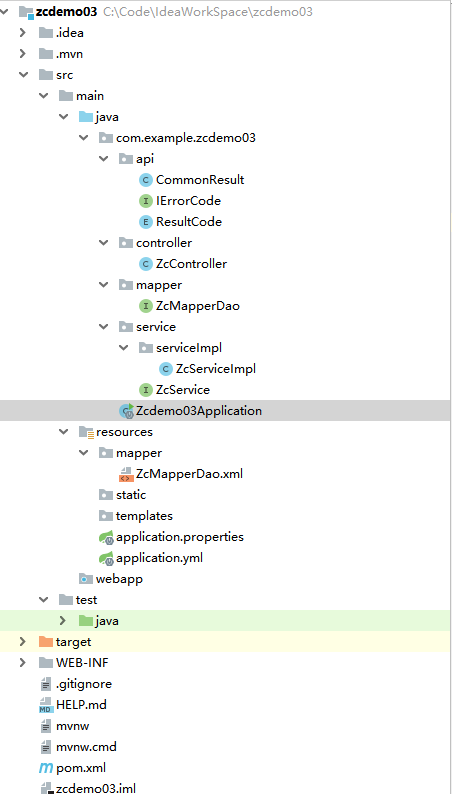 zcdemo03 C:\Code\IdeaWorkSpace\zcdemo03
.idea
.mvn
src
main
java
com.example.zcdemo03
api
C CommonResult
I IErrorCode
E ResultCode
controller
C ZcController
mapper
I ZcMapperDao
service
serviceImpl
C ZcServiceImpl
I ZcService
Zcdemo03Application
resources
mapper
ZcMapperDao.xml
static
templates
application.properties
application.yml
webapp
test
java
target
WEB-INF
.gitignore
MD HELP.md
mvnw
mvnw.cmd
m pom.xml
zcdemo03.iml